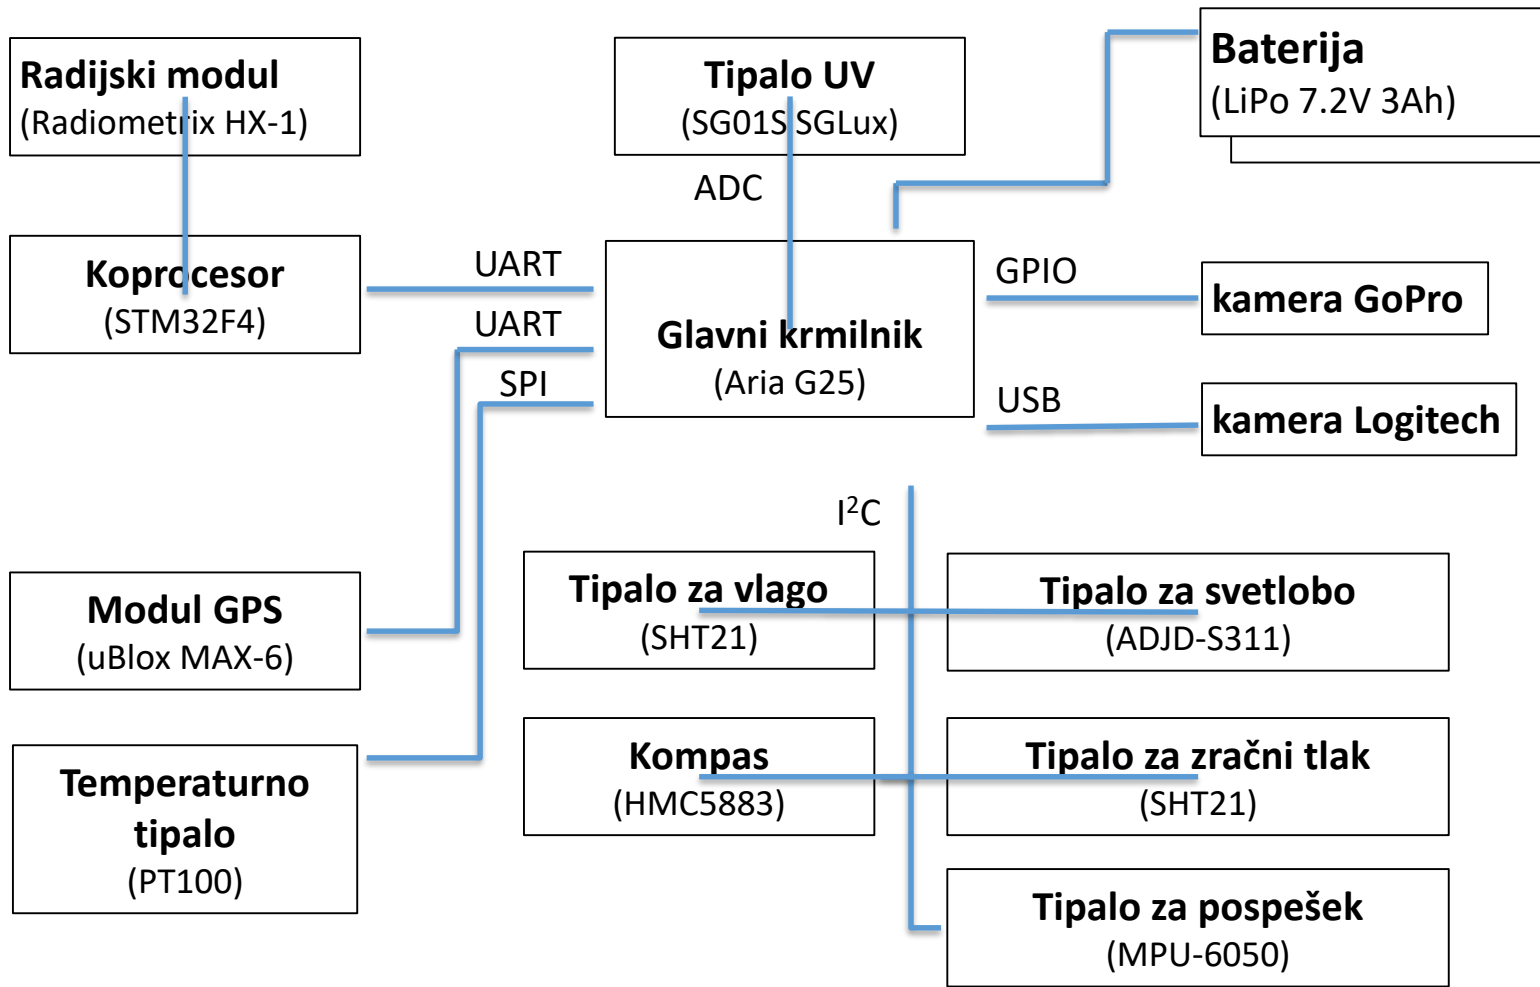 Radijski modul
(Radiometrix HX-1)
Tipalo UV
(SG01S SGLux)
Baterija
(LiPo 7.2V 3Ah)
ADC
Koprocesor
(STM32F4)
UART
UART
SPI
Glavni krmilnik
(Aria G25)
GPIO
kamera GoPro
USB
kamera Logitech
I²C
Modul GPS
(uBlox MAX-6)
Tipalo za vlago
(SHT21)
Tipalo za svetlobo
(ADJD-S311)
Temperaturno
tipalo
(PT100)
Kompas
(HMC5883)
Tipalo za zračni tlak
(SHT21)
Tipalo za pospešek
(MPU-6050)